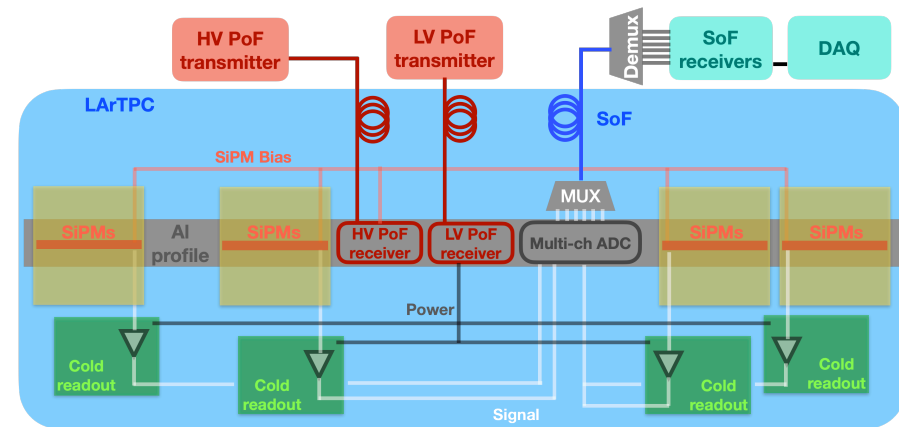 HV PoF
transmitter
LV PoF
transmitter
Demux
SoF
receivers
DAQ
LArTPC
SoF
SiPM Bias
MUX
SiPMs
Al
profile
SiPMs
HV PoF
receiver
LV PoF
receiver
Multi-ch ADC
SiPMs
SiPMs
Power
Cold
readout
Cold
readout
Cold
readout
Cold
readout
Signal